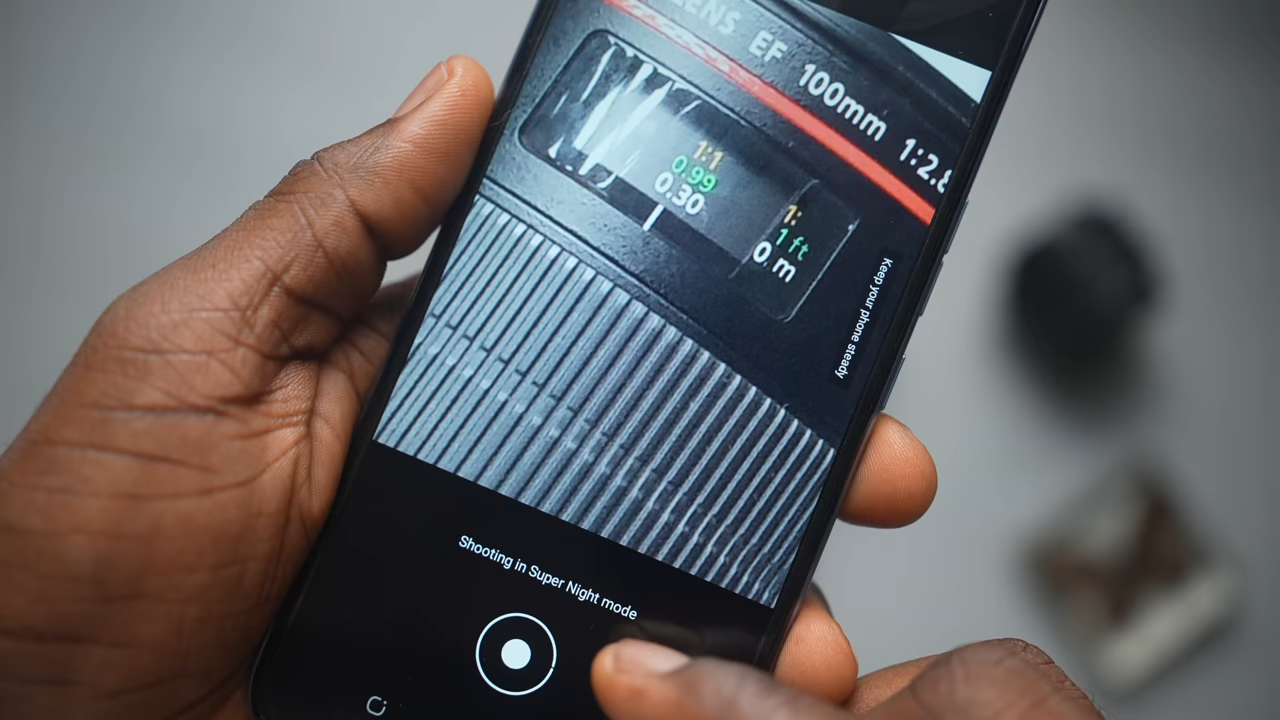 LENS EF 100mm 1:2.8
1:1
0.99
0.30
1:
1 ft
0 m
Keep your phone steady
Shooting in Super Night mode